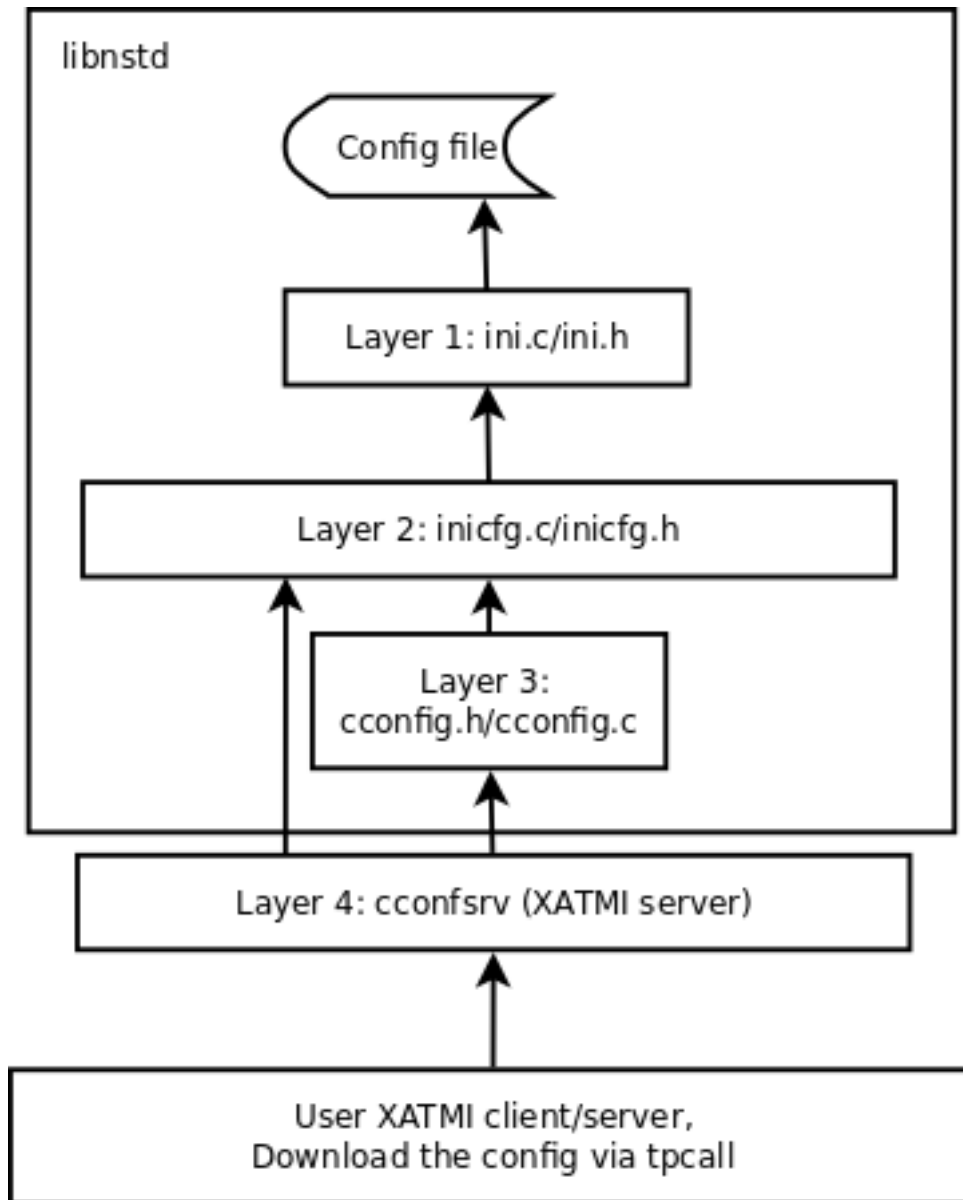 libnstd
Config file
Layer 1: ini.c/ini.h
Layer 2: inicfg.c/inicfg.h
Layer 3:
cconfig.h/cconfig.c
Layer 4: cconfsrv (XATMI server)
User XATMI client/server,
Download the config via tpcall